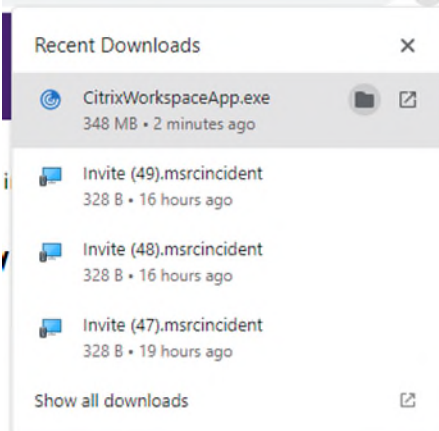 Recent Downloads
CitrixWorkspaceApp.exe
348 MB • 2 minutes ago
Invite (49).msrcincident
328 B • 16 hours ago
Invite (48).msrcincident
328 B • 16 hours ago
Invite (47).msrcincident
328 B • 19 hours ago
Show all downloads